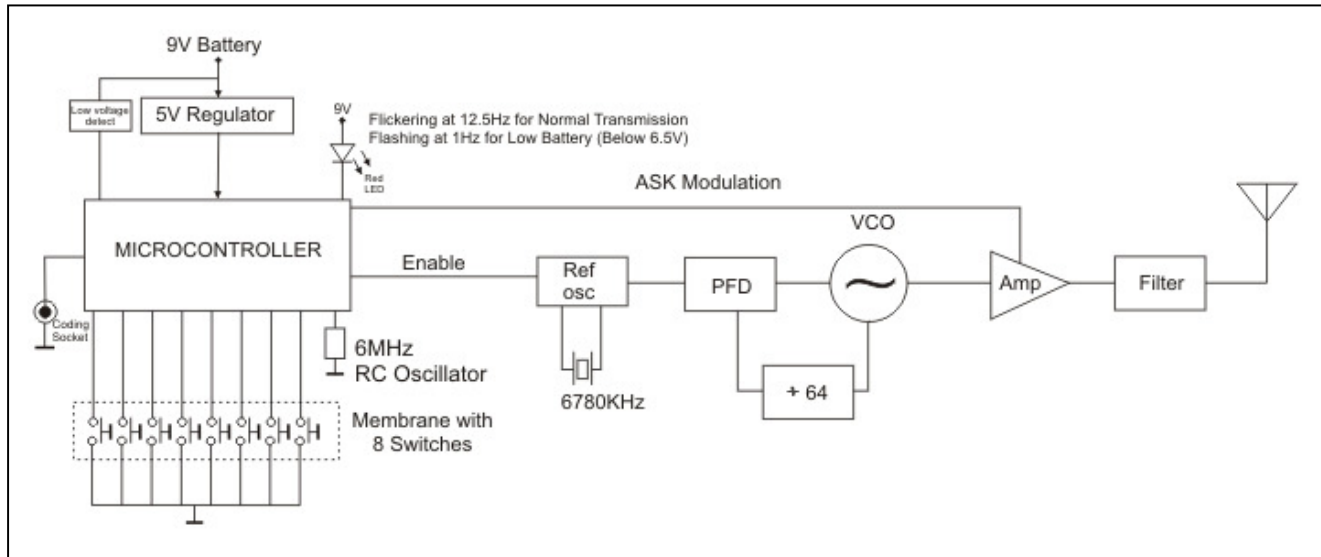 9V Battery
Low voltage
detect
5V Regulator
9V
Flickering at 12.5Hz for Normal Transmission
Flashing at 1Hz for Low Battery (Below 6.5V)
Red
LED
ASK Modulation
MICROCONTROLLER
Enable
Ref
osc
PFD
VCO
Amp
Filter
Coding
Socket
6MHz
RC Oscillator
6780KHz
÷ 64
Membrane with
8 Switches